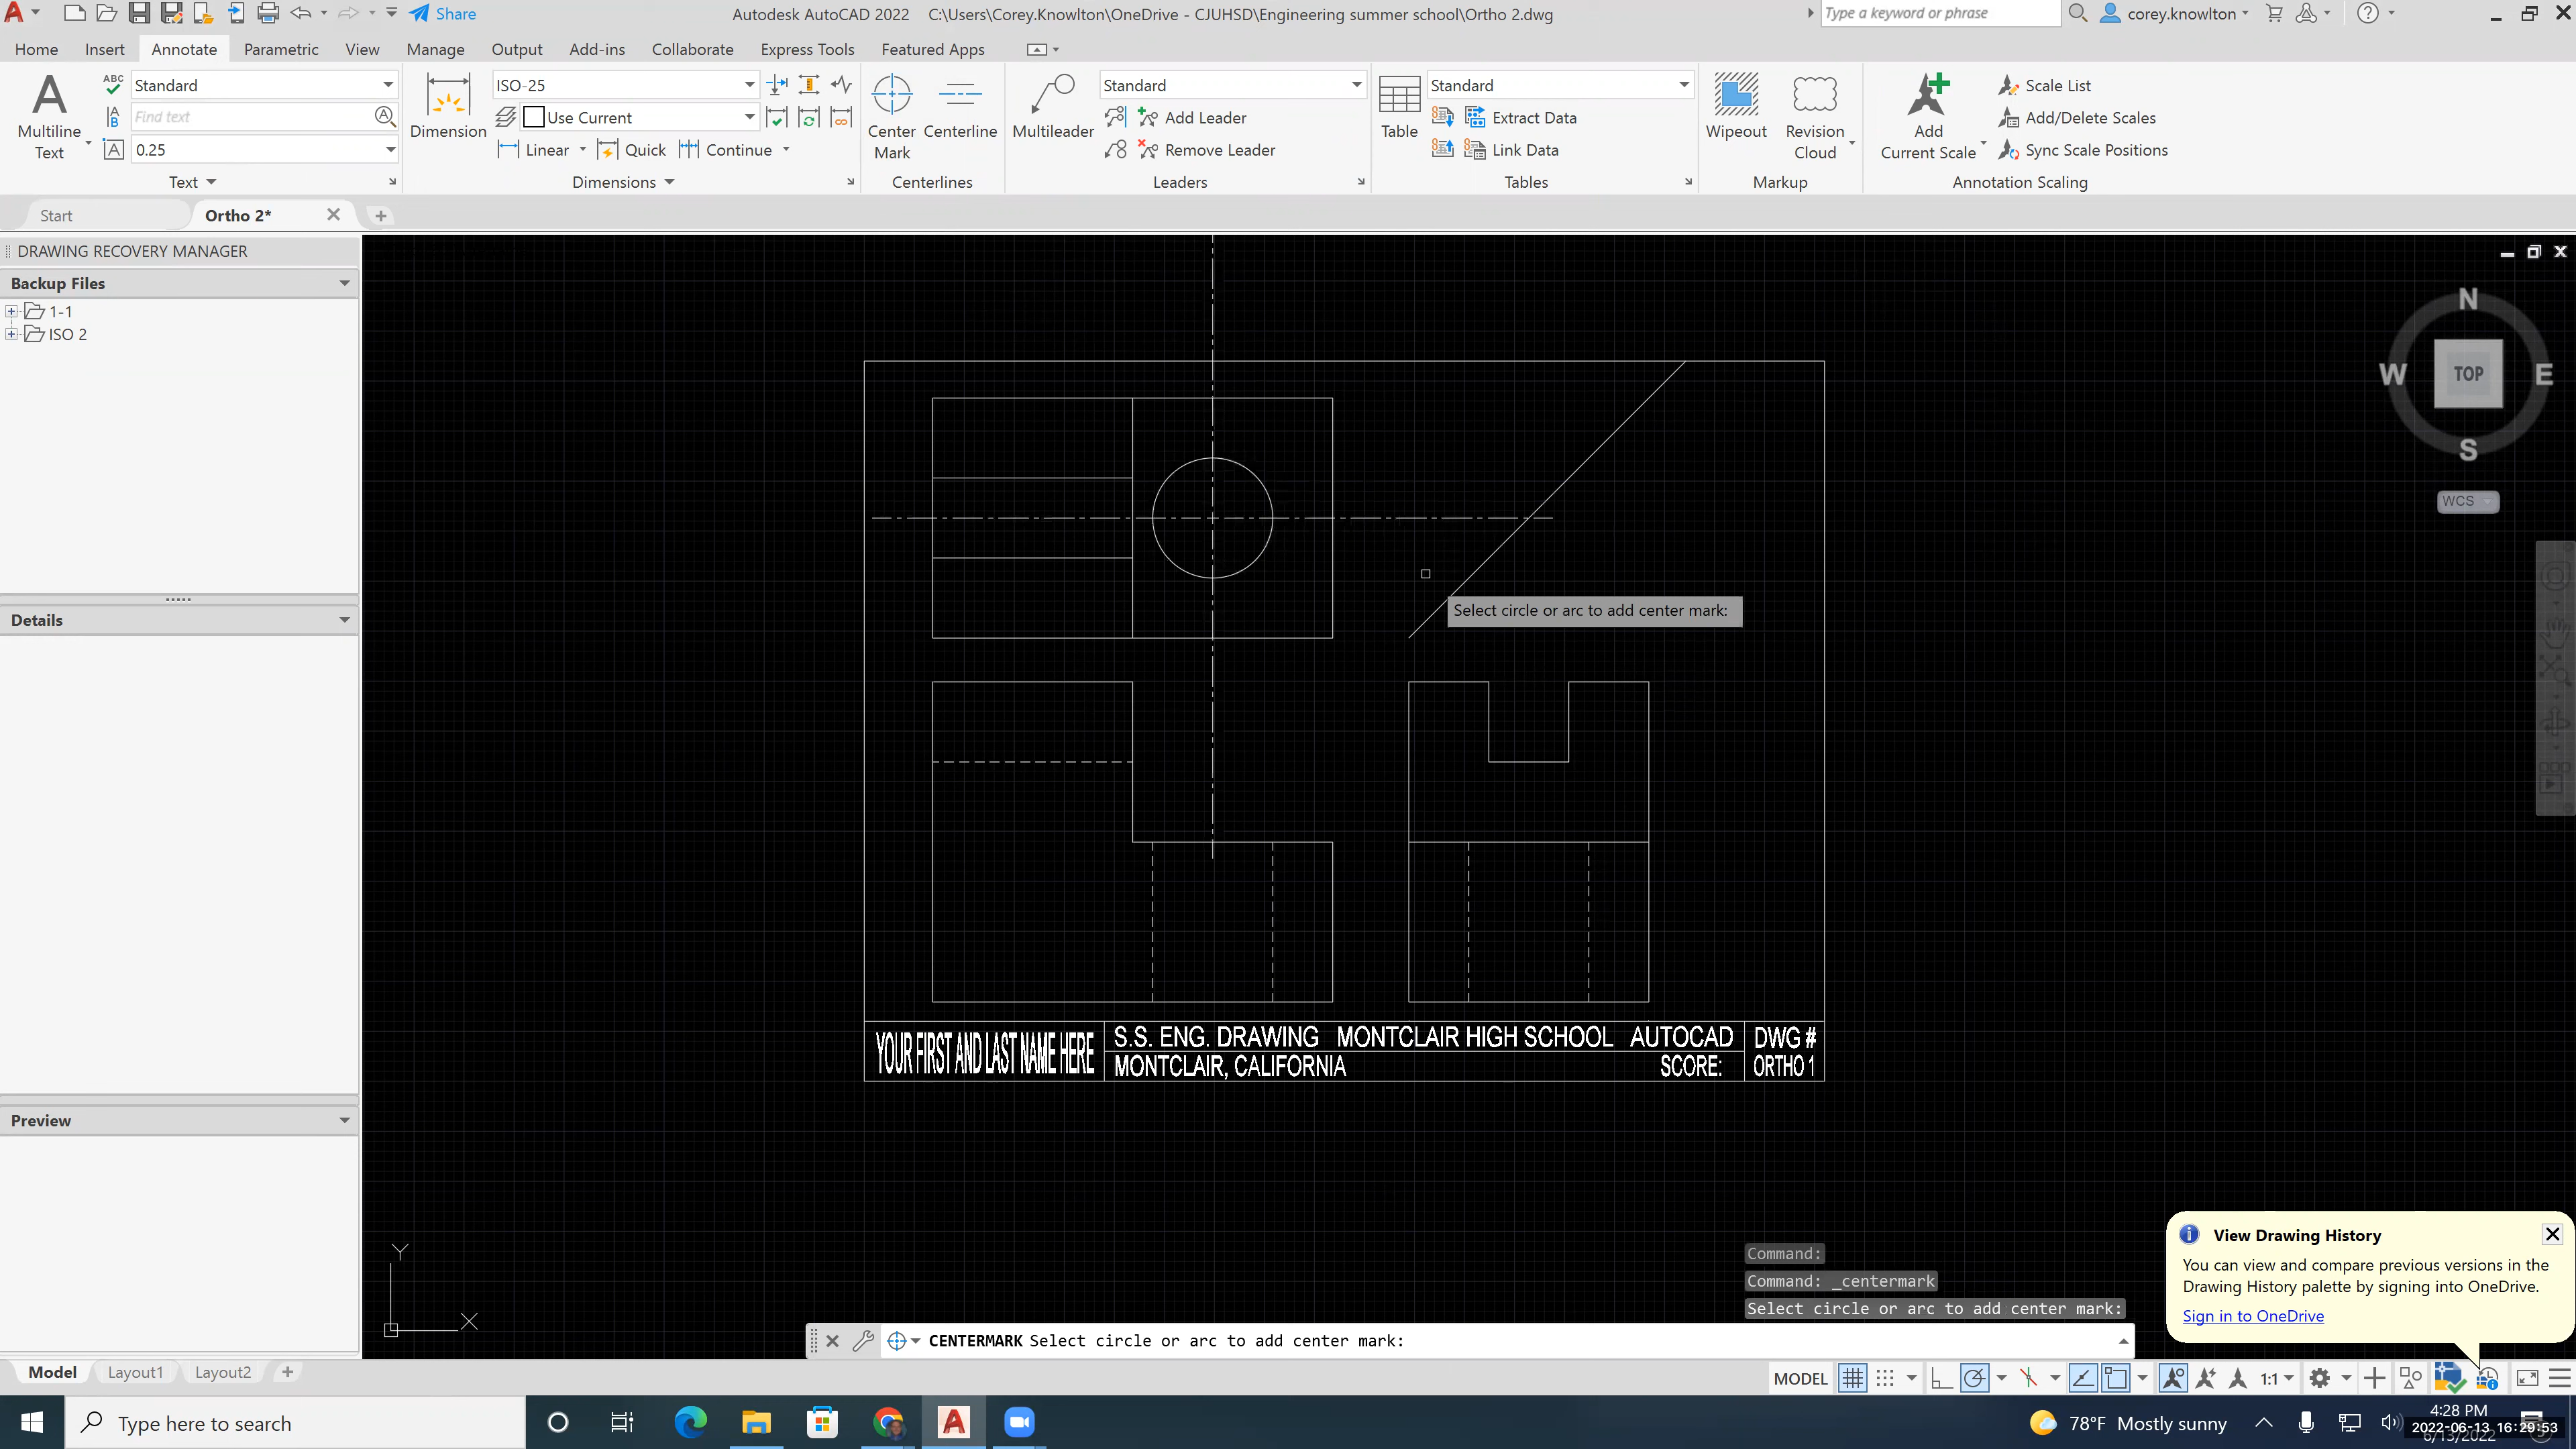 Share
Autodesk AutoCAD 2022 C:\Users\Corey.Knowlton\OneDrive - CJUHSD\Engineering summer school\Ortho 2.dwg
Type a keyword or phrase
corey.knowlton
Home Insert Annotate Parametric View Manage Output Add-ins Collaborate Express Tools Featured Apps
Multiline Text
Standard
Find text
0.25
Text
Dimension
ISO-25
Use Current
Linear Quick Continue
Dimensions
Center Mark
Centerline
Centerlines
Multileader
Standard
Add Leader
Remove Leader
Leaders
Table
Standard
Extract Data
Link Data
Tables
Wipeout
Revision Cloud
Markup
Add Current Scale
Scale List
Add/Delete Scales
Sync Scale Positions
Annotation Scaling
Start
Ortho 2*
DRAWING RECOVERY MANAGER
Backup Files
1-1
ISO 2
Details
Preview
N
W TOP E
S
WCS
Select circle or arc to add center mark:
YOUR FIRST AND LAST NAME HERE
S.S. ENG. DRAWING MONTCLAIR HIGH SCHOOL AUTOCAD
MONTCLAIR, CALIFORNIA SCORE:
DWG #
ORTHO 1
Y
X
Command:
Command: _centermark
Select circle or arc to add center mark:
CENTERMARK Select circle or arc to add center mark:
View Drawing History
You can view and compare previous versions in the
Drawing History palette by signing into OneDrive.
Sign in to OneDrive
Model Layout1 Layout2
MODEL
1:1
Type here to search
78°F Mostly sunny
4:28 PM
2022-06-13, 16:29:53
6/13/2022